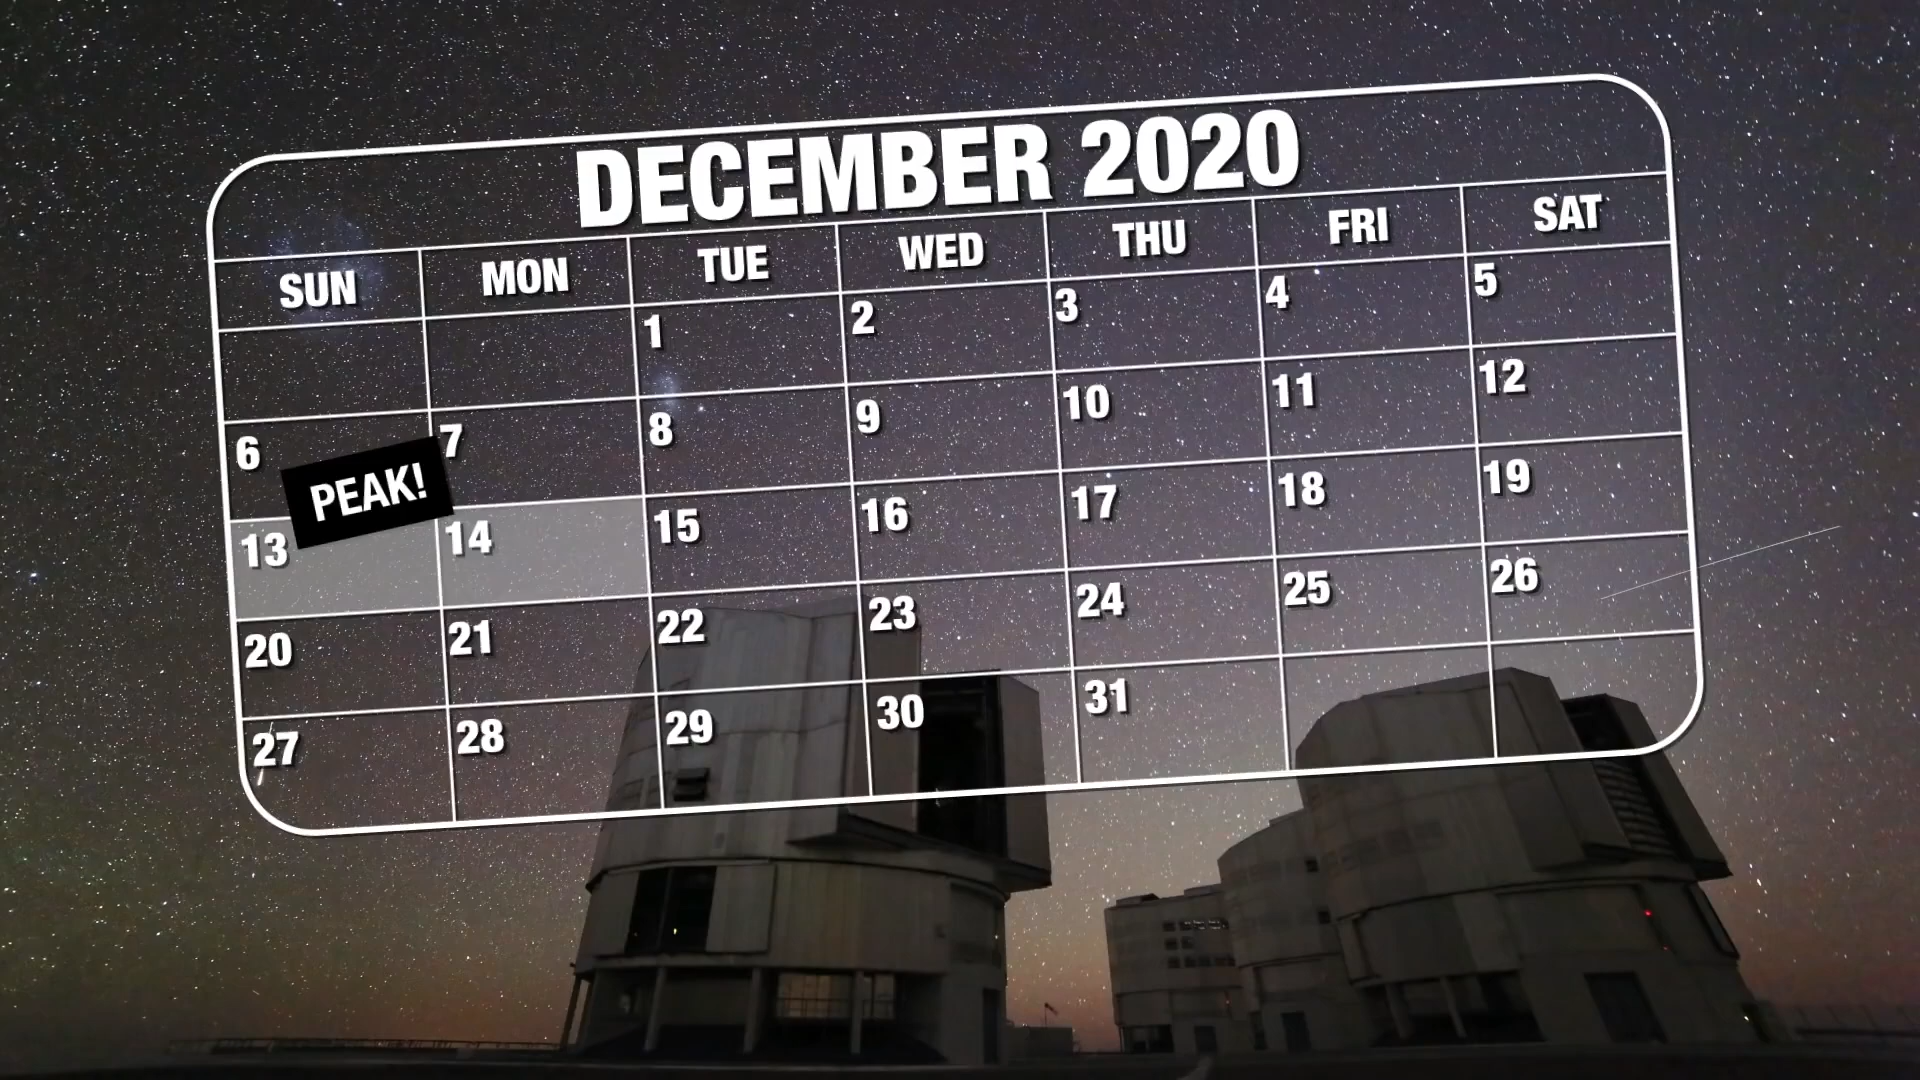 DECEMBER 2020
SUN MON TUE WED THU FRI SAT
1 2 3 4 5
6 7 8 9 10 11 12
PEAK!
13 14 15 16 17 18 19
20 21 22 23 24 25 26
27 28 29 30 31